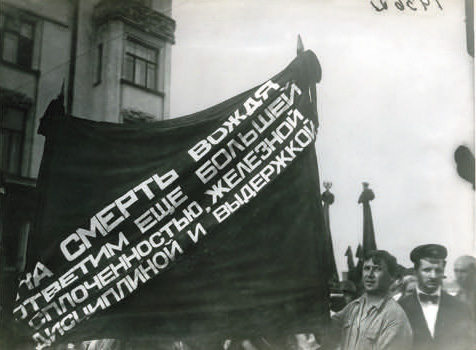 НА СМЕРТЬ ВОЖДЯ
ОТВЕТИМ ЕЩЕ БОЛЬШЕЙ
СПЛОЧЕННОСТЬЮ, ЖЕЛЕЗНОЙ
ДИСЦИПЛИНОЙ И ВЫДЕРЖКОЙ